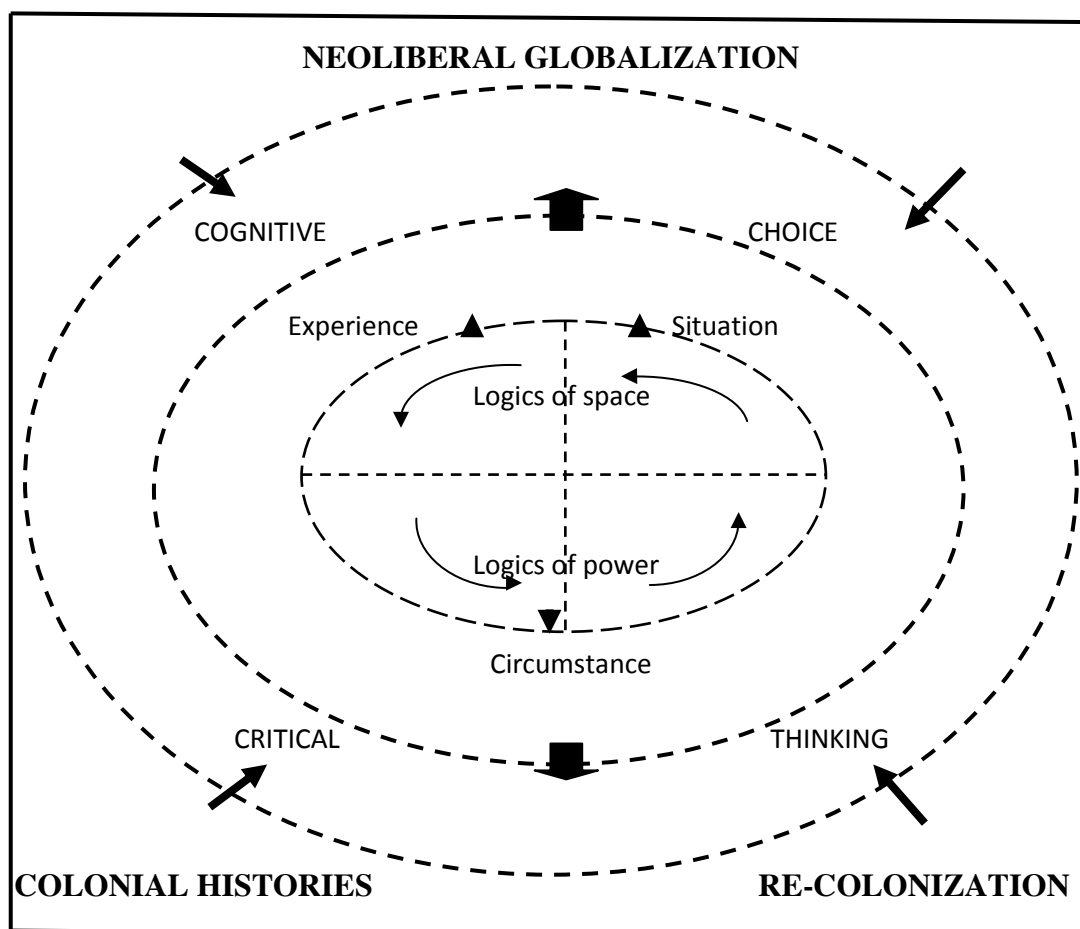 NEOLIBERAL GLOBALIZATION
COGNITIVE CHOICE
Experience Situation
Logics of space
Logics of power
Circumstance
CRITICAL THINKING
COLONIAL HISTORIES RE-COLONIZATION